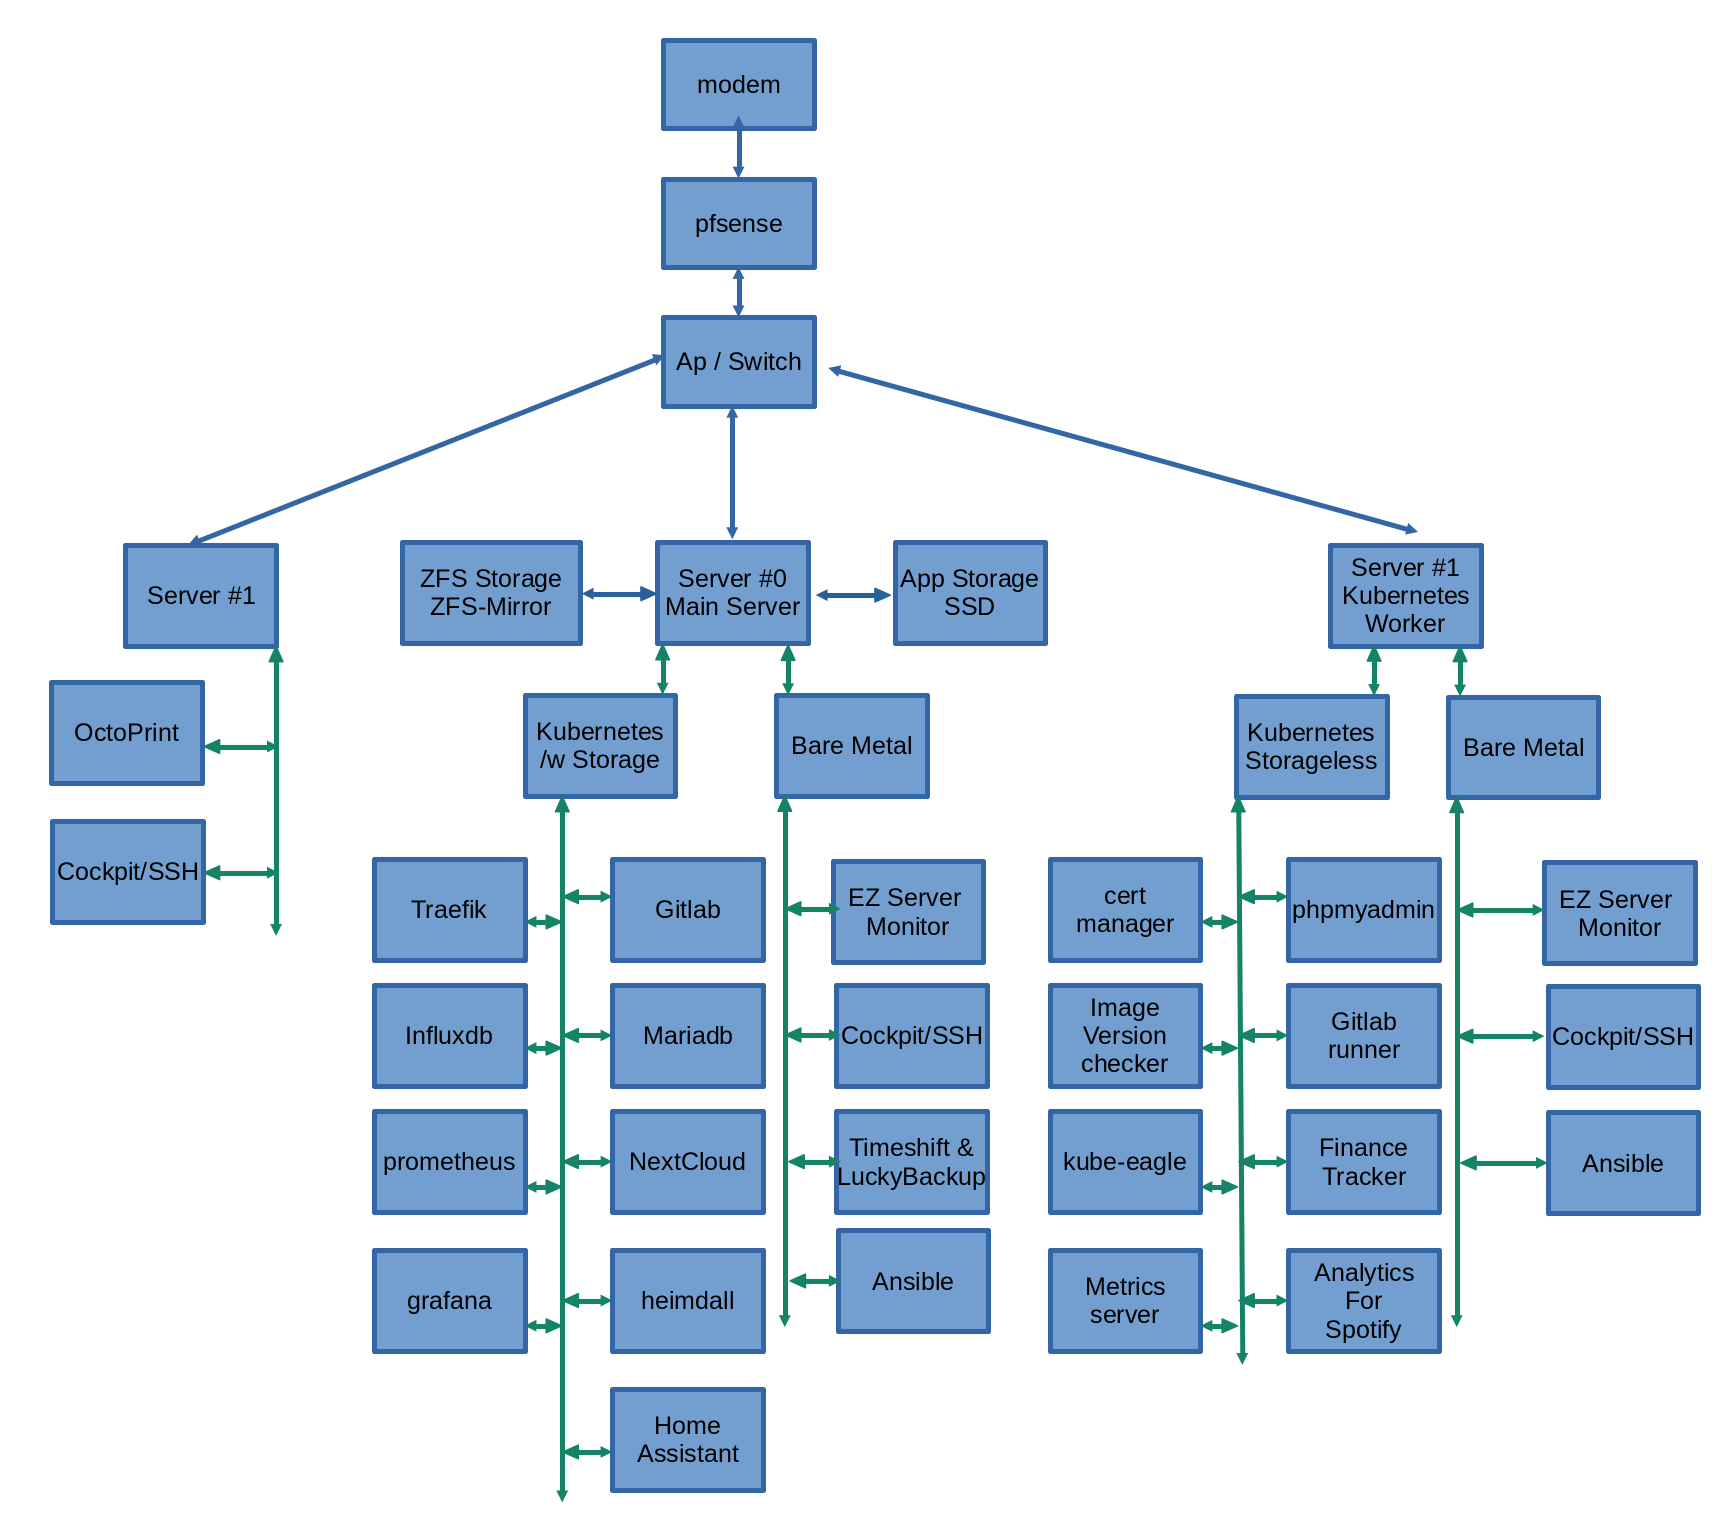 modem
pfsense
Ap / Switch
Server #1
ZFS Storage
ZFS-Mirror
Server #0
Main Server
App Storage
SSD
Server #1
Kubernetes
Worker
OctoPrint
Cockpit/SSH
Kubernetes
/w Storage
Bare Metal
Kubernetes
Storageless
Bare Metal
Traefik
Gitlab
EZ Server
Monitor
Influxdb
Mariadb
Cockpit/SSH
prometheus
NextCloud
Timeshift &
LuckyBackup
grafana
heimdall
Ansible
Home
Assistant
cert
manager
phpmyadmin
EZ Server
Monitor
Image
Version
checker
Gitlab
runner
Cockpit/SSH
kube-eagle
Finance
Tracker
Ansible
Metrics
server
Analytics
For
Spotify